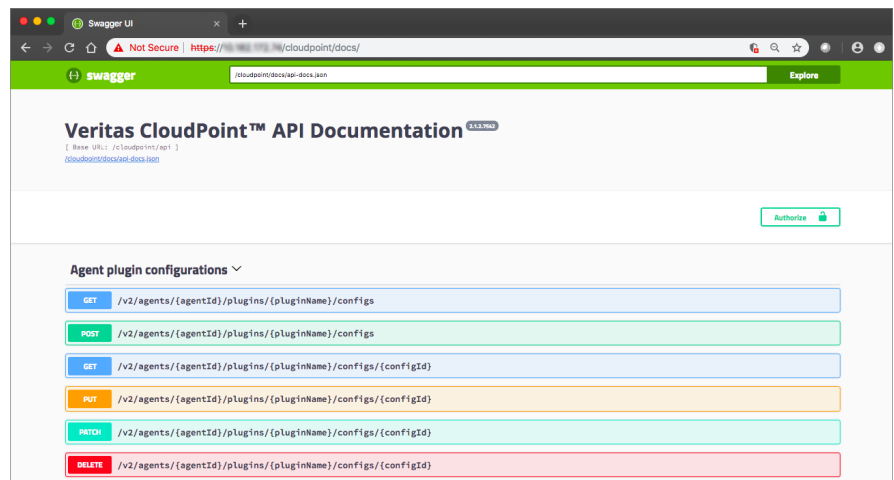 Swagger UI
Not Secure | https:// /cloudpoint/docs/
swagger
/cloudpoint/docs/api-docs.json
Explore
Veritas CloudPoint™ API Documentation 2.1.2.7542
[ Base URL: /cloudpoint/api ]
/cloudpoint/docs/api-docs.json
Authorize
Agent plugin configurations
GET /v2/agents/{agentId}/plugins/{pluginName}/configs
POST /v2/agents/{agentId}/plugins/{pluginName}/configs
GET /v2/agents/{agentId}/plugins/{pluginName}/configs/{configId}
PUT /v2/agents/{agentId}/plugins/{pluginName}/configs/{configId}
PATCH /v2/agents/{agentId}/plugins/{pluginName}/configs/{configId}
DELETE /v2/agents/{agentId}/plugins/{pluginName}/configs/{configId}